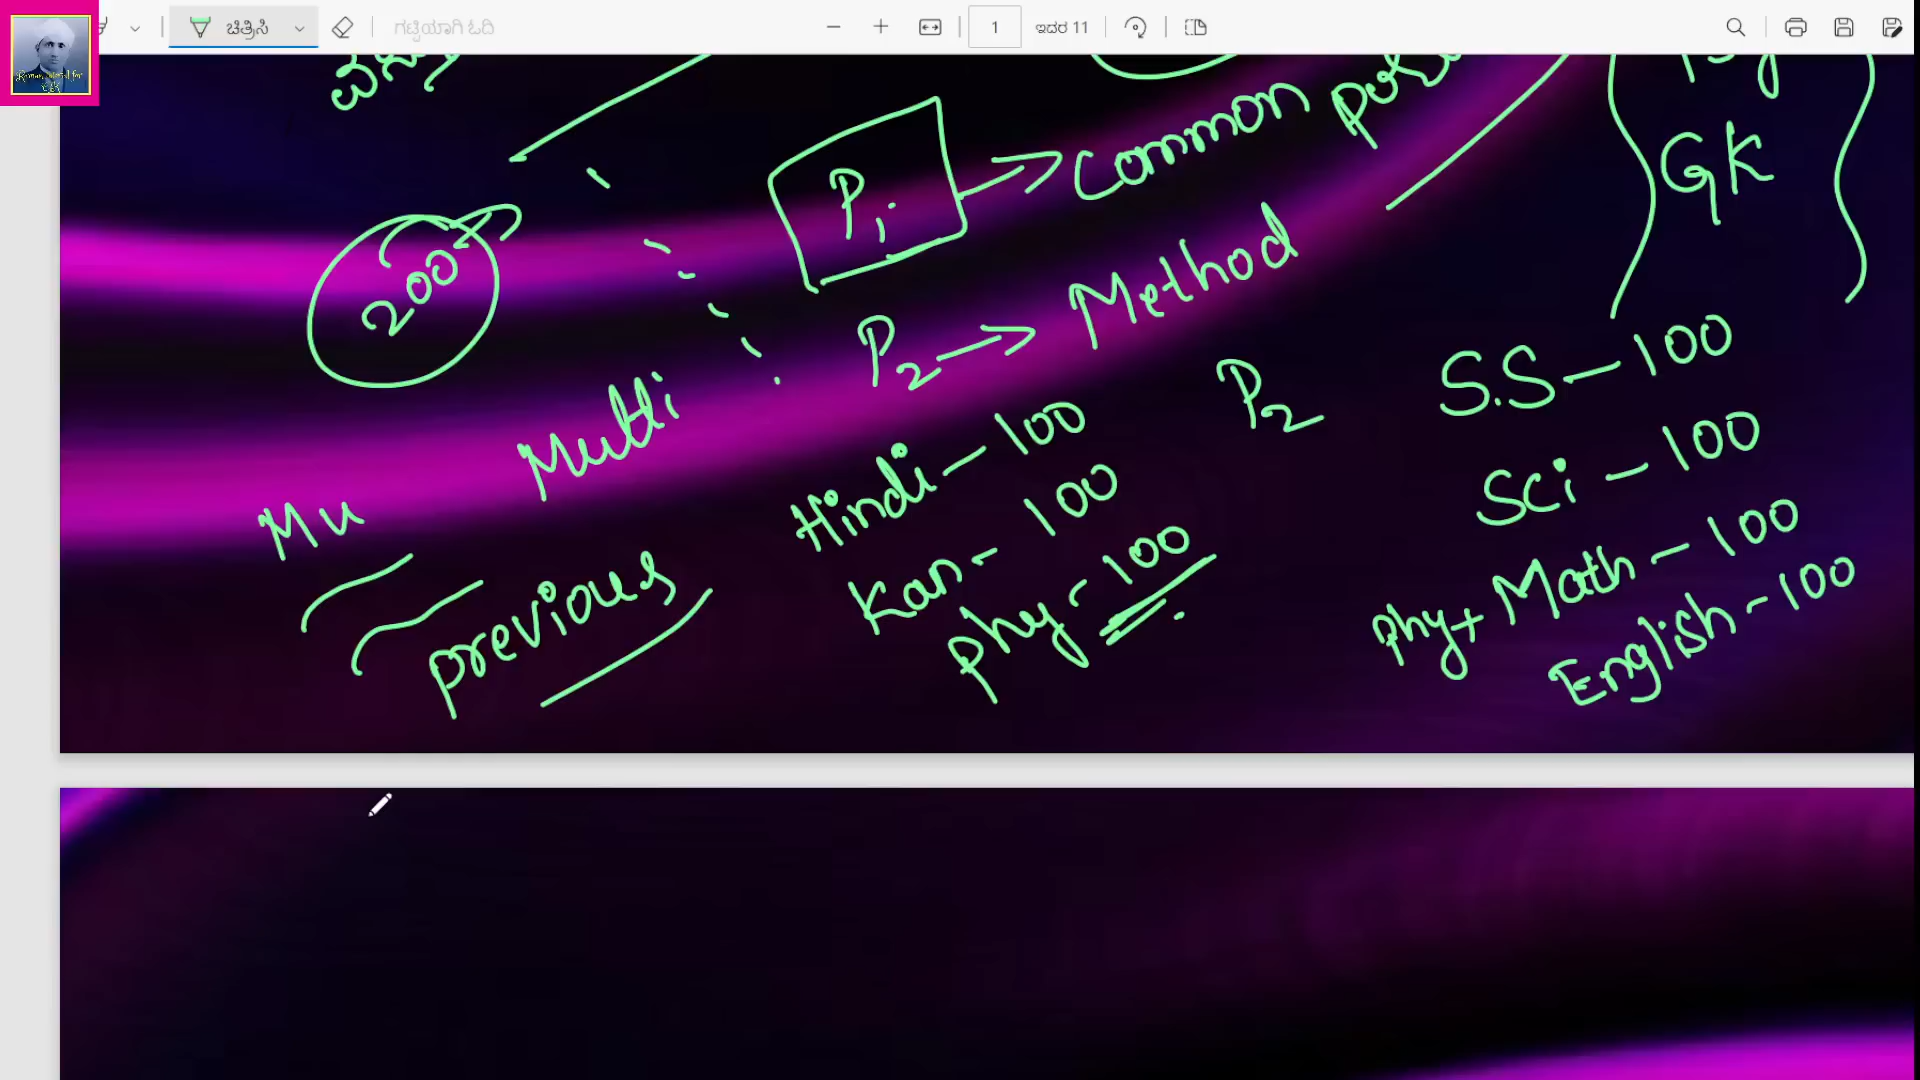 ಚಿತ್ರಿಸಿ
ಗಟ್ಟಿಯಾಗಿ ಓದಿ
1
ಇದರ 11
Common
P1
GK
200
P2 → Method
P2
S.S - 100
Multi
Hindi - 100
Sci - 100
Mu
Kan - 100
previous
phy - 100
phy + Math - 100
English - 100